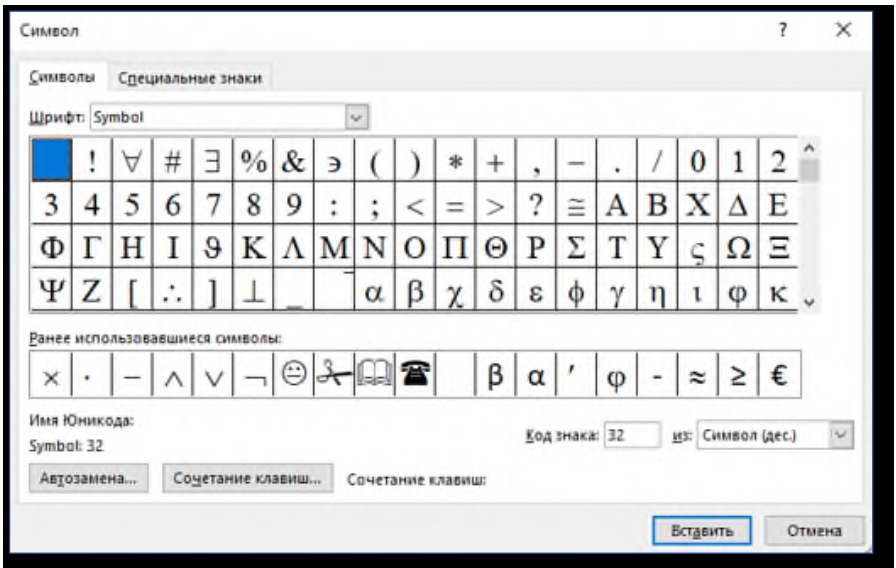 Символ ? ×
Символы Специальные знаки
Шрифт: Symbol
! ∀ # ∃ % & ∍ ( ) ∗ + , − . / 0 1 2
3 4 5 6 7 8 9 : ; < = > ? ≅ Α Β Χ Δ Ε
Φ Γ Η Ι ϑ Κ Λ Μ Ν Ο Π Θ Ρ Σ Τ Υ ς Ω Ξ
Ψ Ζ [ ∴ ] ⊥ _ ‾ α β χ δ ε φ γ η ι φ κ
Ранее использовавшиеся символы:
× · − ∧ ∨ ¬ 😐 ✁ 🕮 🕿 β α ′ φ - ≈ ≥ €
Имя Юникода:
Symbol: 32
Код знака: 32 из: Символ (дес.)
Автозамена... Сочетание клавиш... Сочетание клавиш:
Вставить Отмена